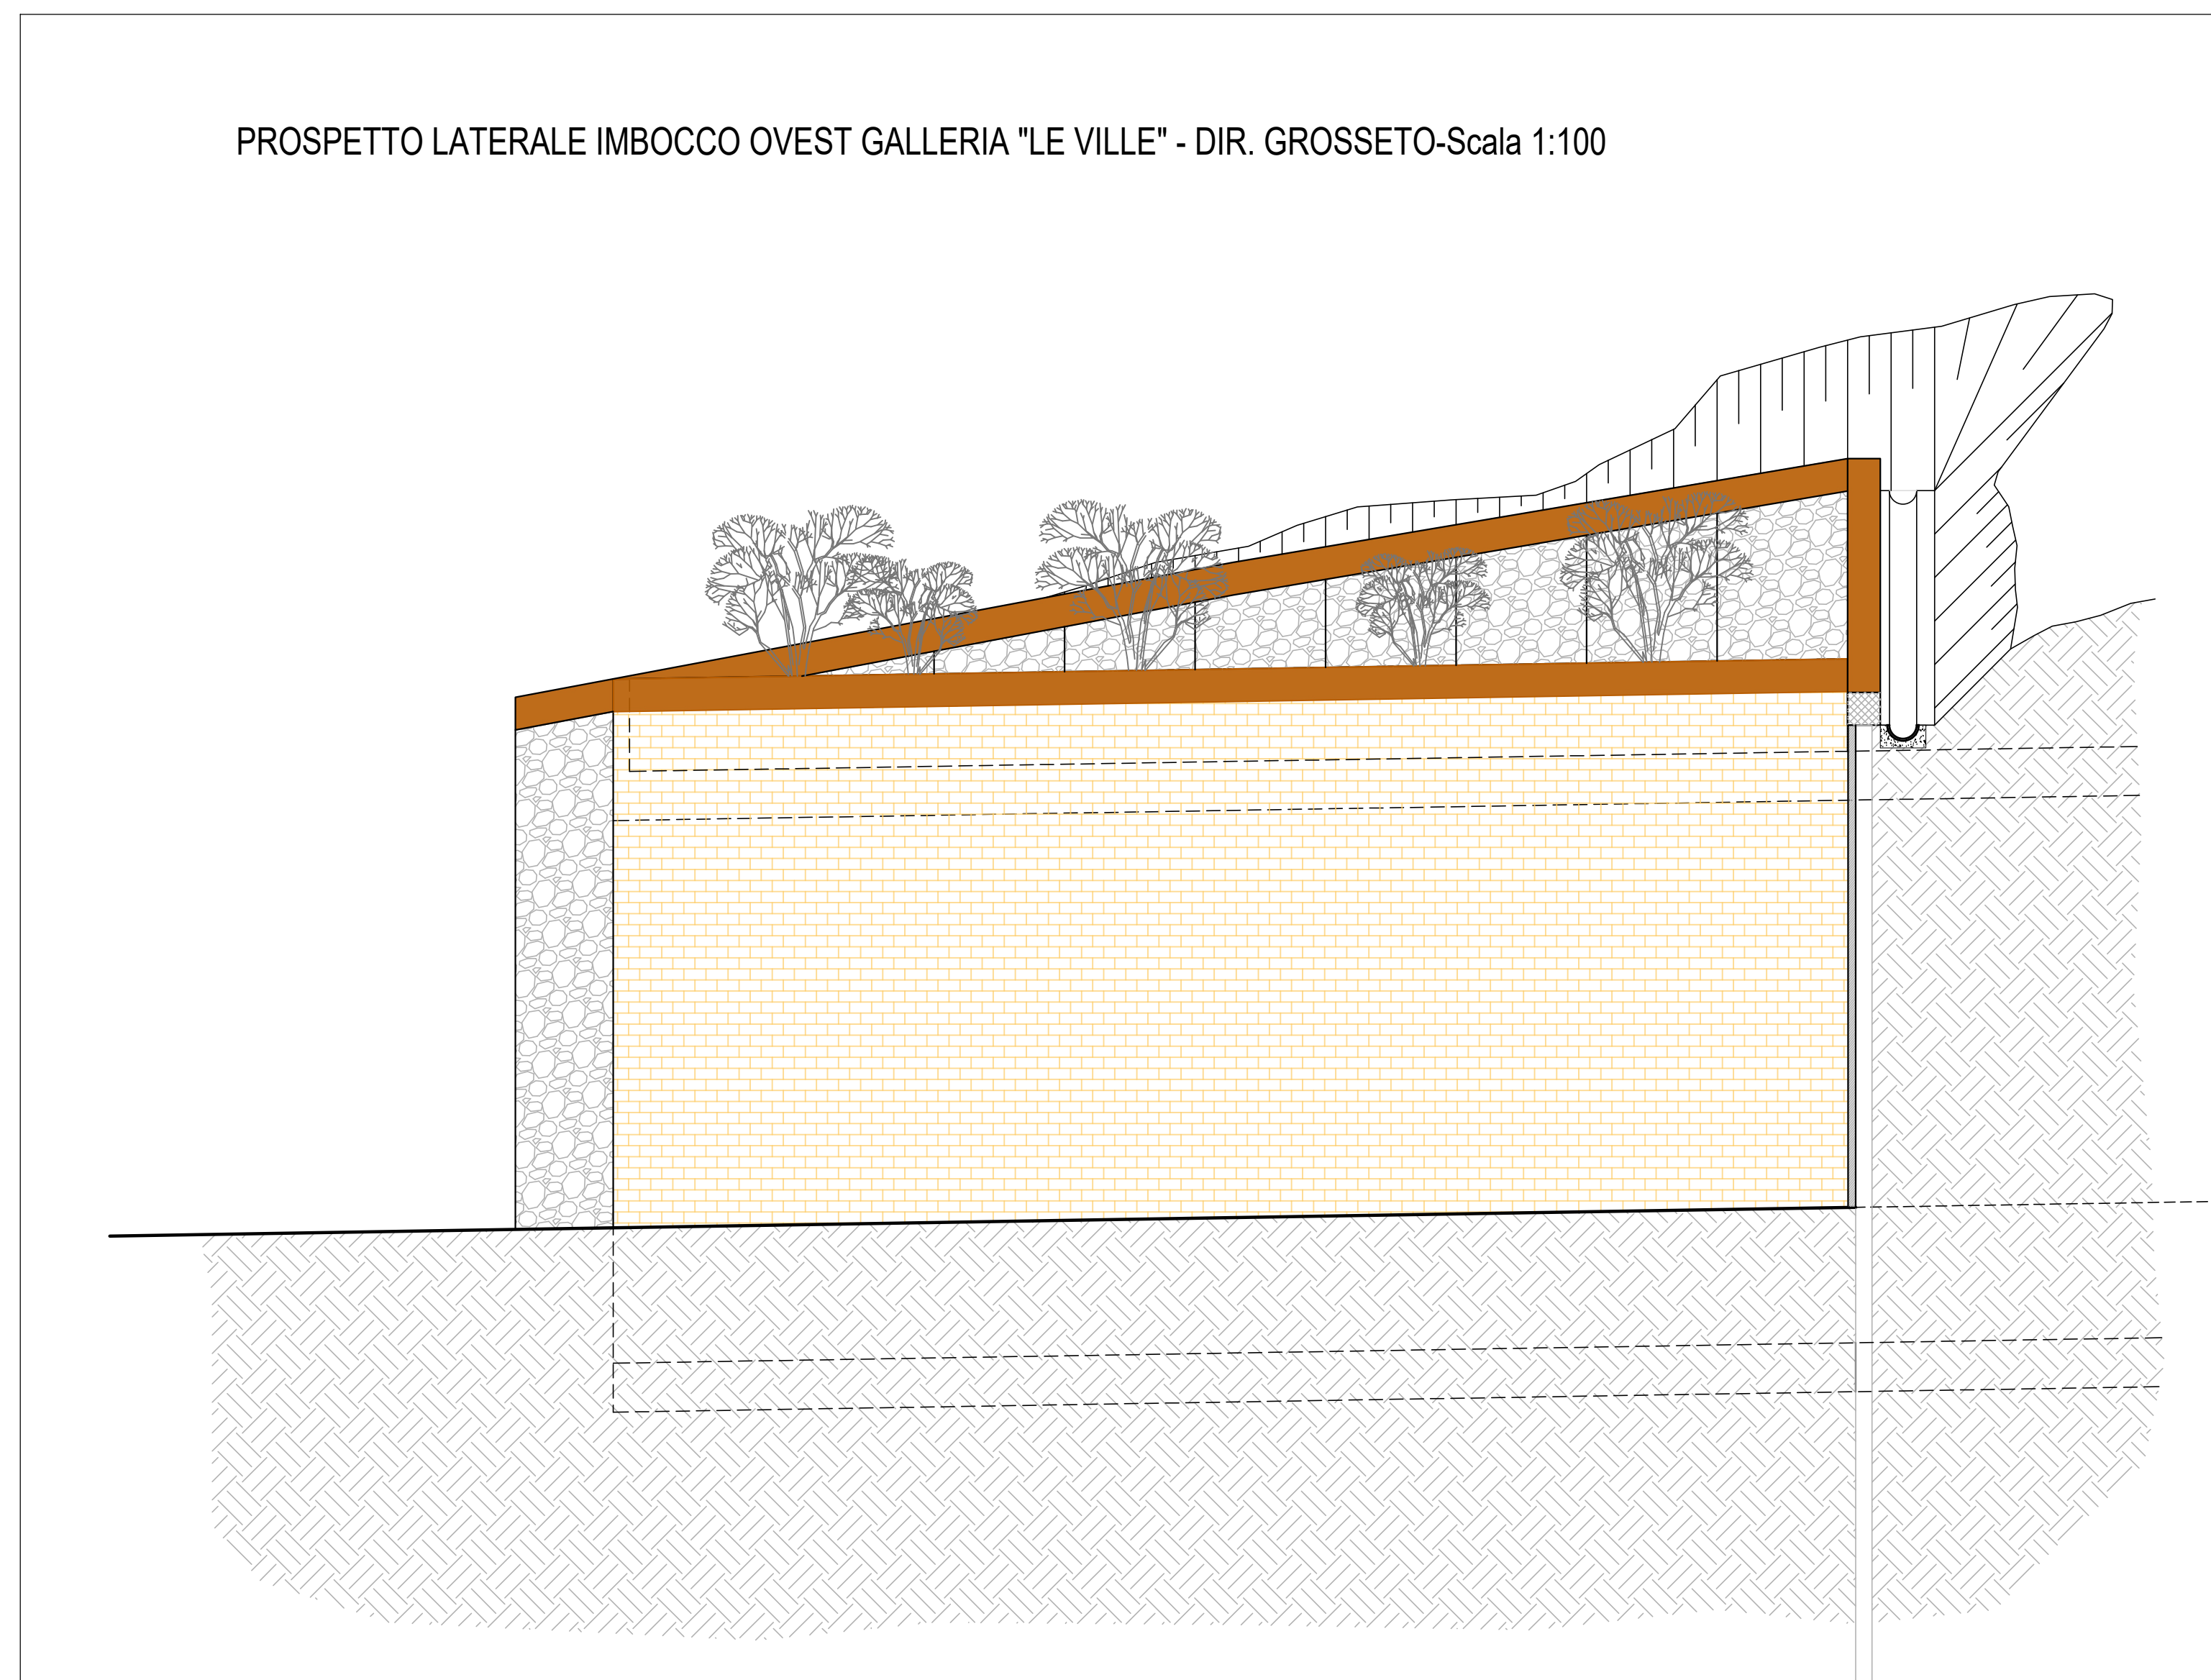 PROSPETTO LATERALE IMBOCCO OVEST GALLERIA "LE VILLE" - DIR. GROSSETO-Scala 1:100